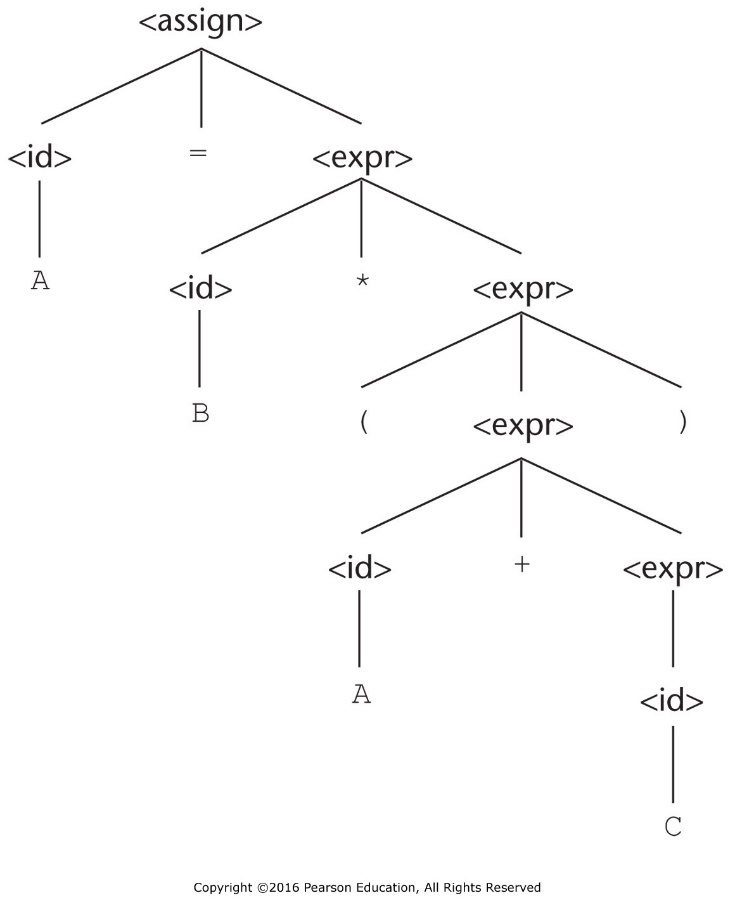 <assign>
<id> = <expr>
A <id> * <expr>
B ( <expr> )
<id> + <expr>
A <id>
C
Copyright ©2016 Pearson Education, All Rights Reserved